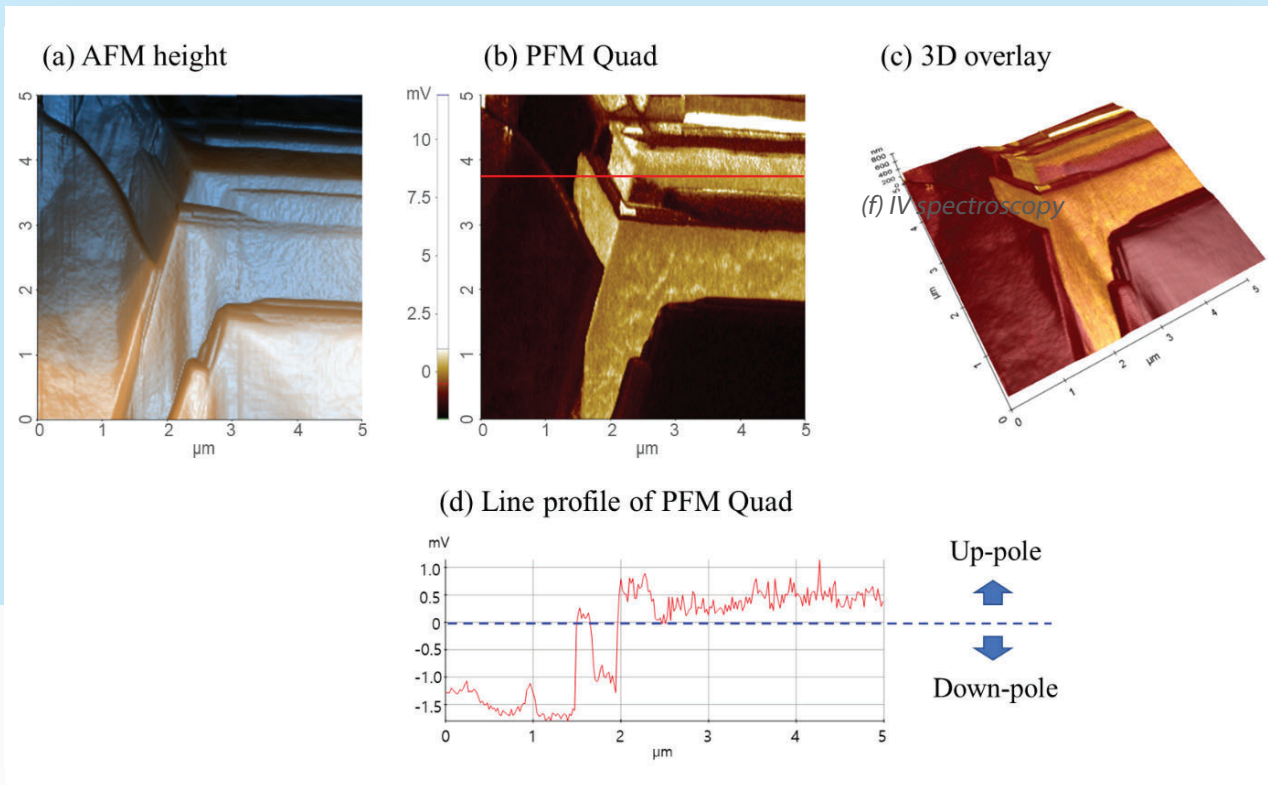 (a) AFM height
(b) PFM Quad
(c) 3D overlay
5
4
3
2
1
0
0 1 2 3 4 5
µm
mV
10
7.5
5
2.5
0
5
4
3
2
1
0
0 1 2 3 4 5
µm
nm
800
600
400
200
(f) IV spectroscopy
4
3
µm
2
1
0
0
1
2
µm
3
4
5
(d) Line profile of PFM Quad
mV
1.0
0.5
0
-0.5
-1.0
-1.5
0 1 2 3 4 5
µm
Up-pole
Down-pole